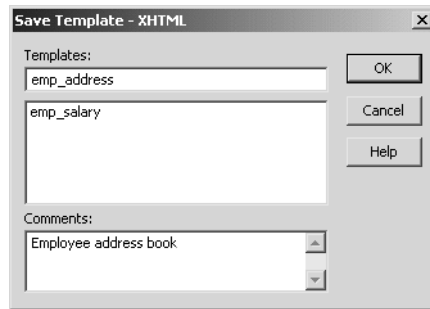 Save Template - XHTML
Templates:
emp_address
OK
emp_salary
Cancel
Help
Comments:
Employee address book